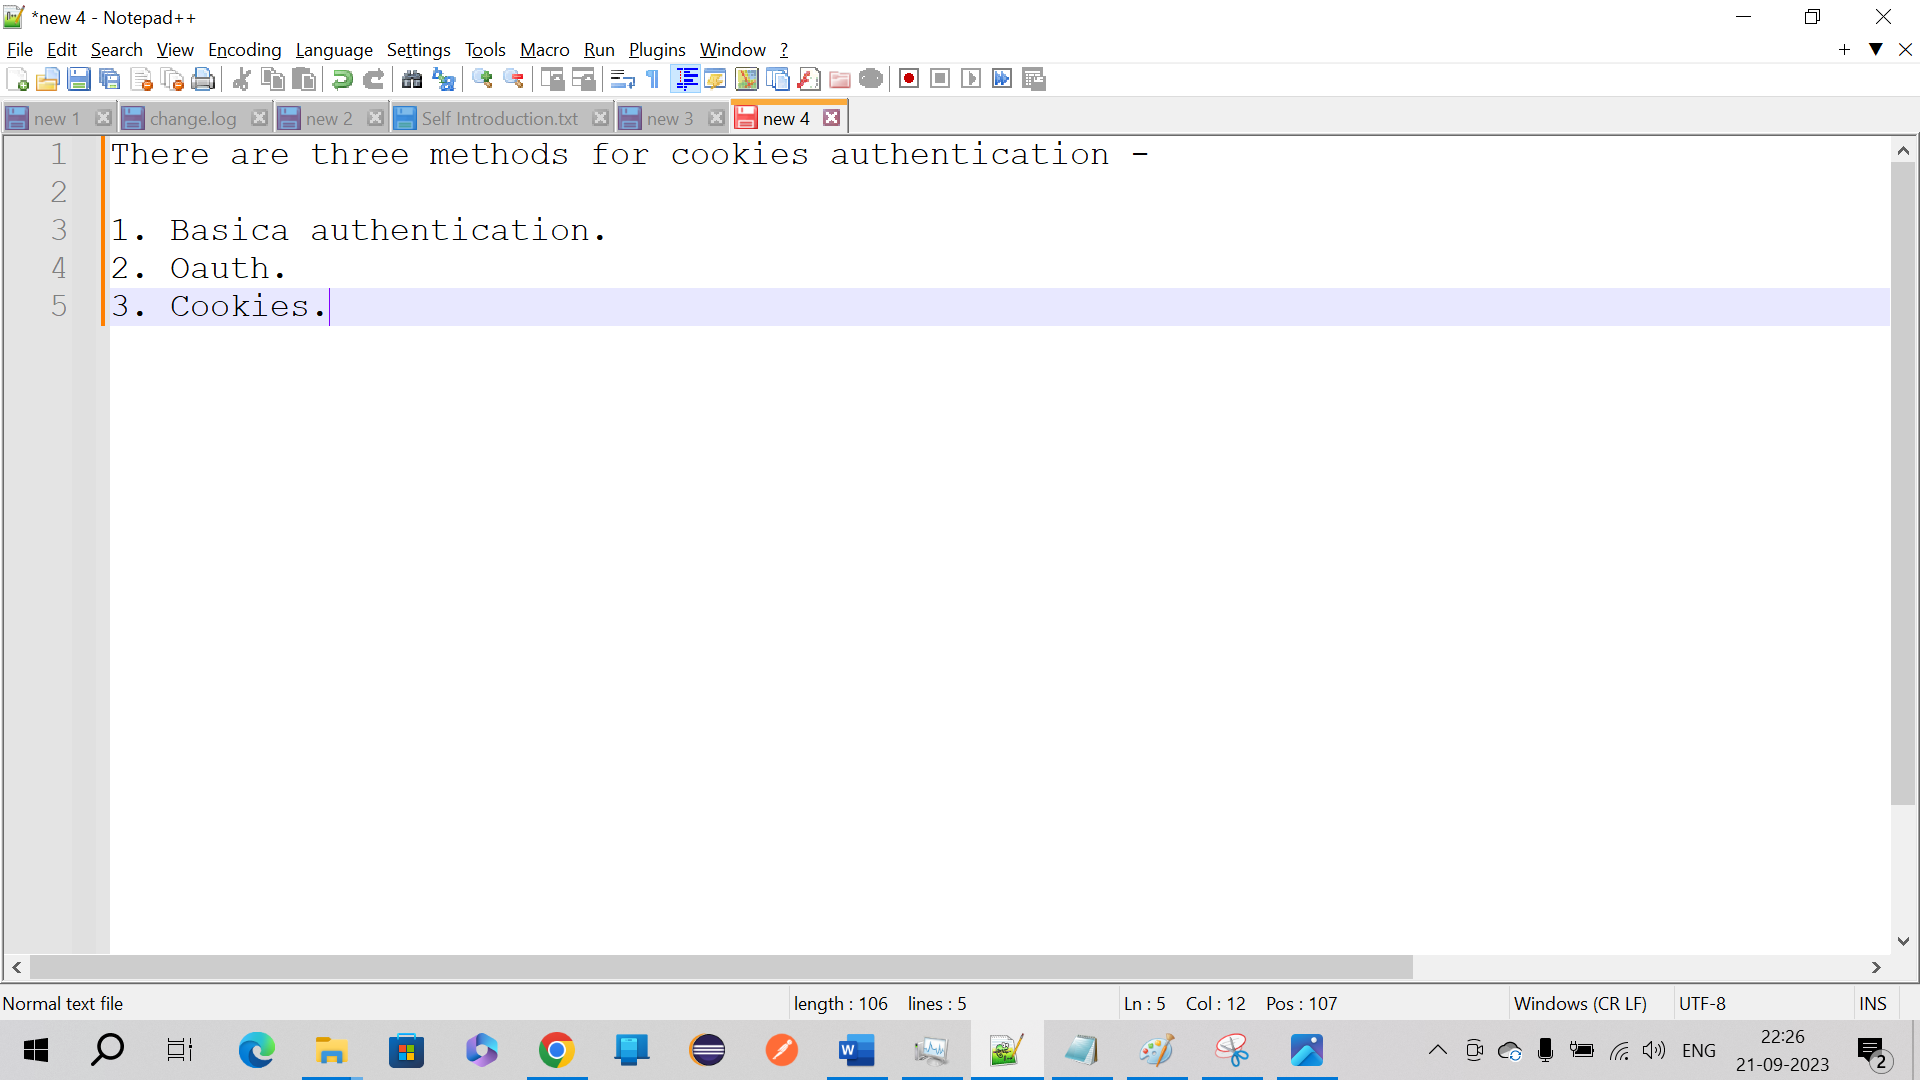 *new 4 - Notepad++
File Edit Search View Encoding Language Settings Tools Macro Run Plugins Window ?
new 1 change.log new 2 Self Introduction.txt new 3 new 4
1 There are three methods for cookies authentication -
2
3 1. Basica authentication.
4 2. Oauth.
5 3. Cookies.
Normal text file length : 106 lines : 5 Ln : 5 Col : 12 Pos : 107 Windows (CR LF) UTF-8 INS
W ENG 22:26
21-09-2023 2